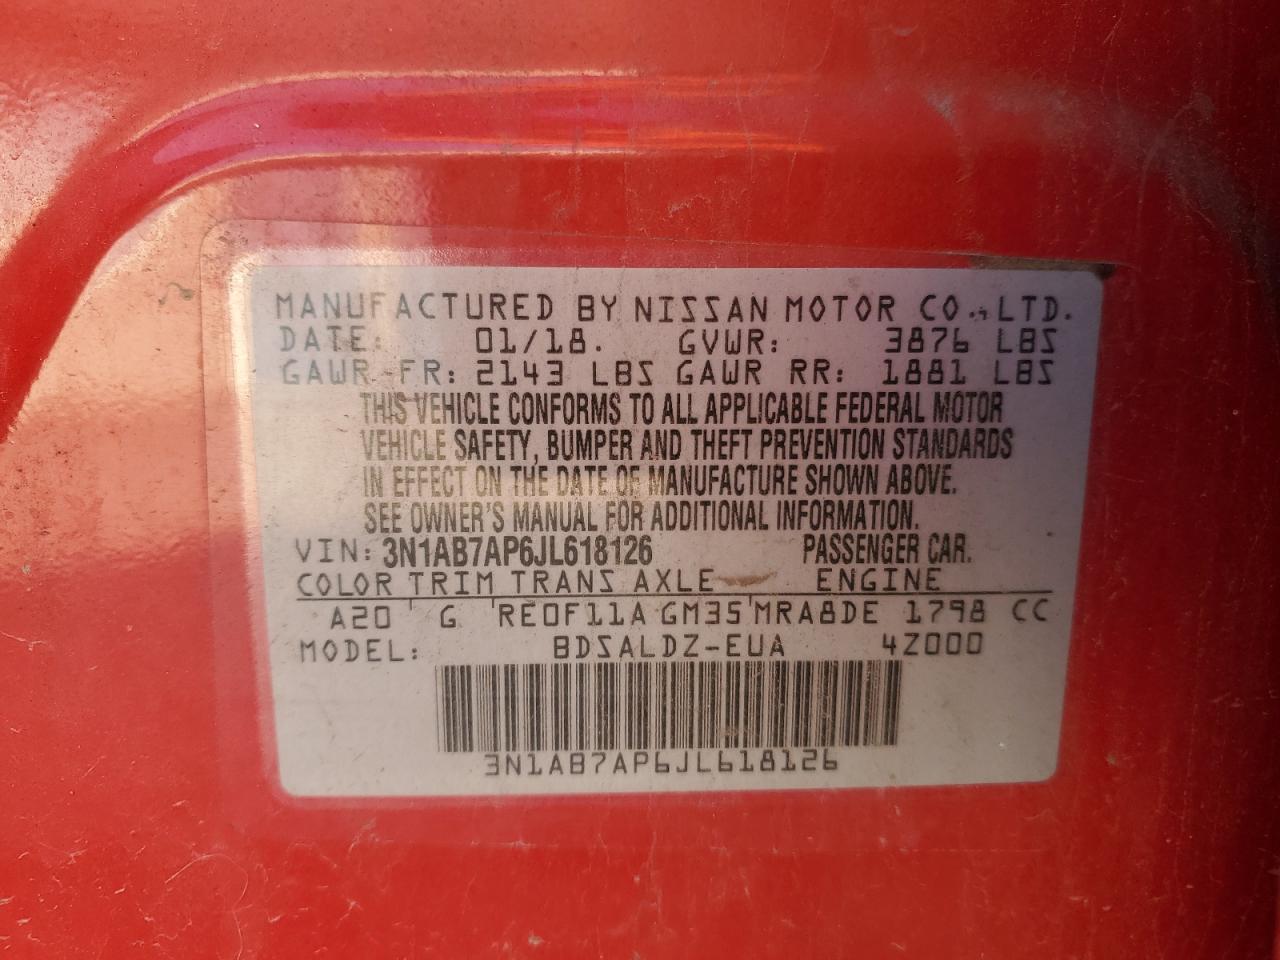 MANUFACTURED BY NISSAN MOTOR CO., LTD.
DATE: 01/18. GVWR: 3876 LBS
GAWR FR: 2143 LBS GAWR RR: 1881 LBS
THIS VEHICLE CONFORMS TO ALL APPLICABLE FEDERAL MOTOR
VEHICLE SAFETY, BUMPER AND THEFT PREVENTION STANDARDS
IN EFFECT ON THE DATE OF MANUFACTURE SHOWN ABOVE.
SEE OWNER'S MANUAL FOR ADDITIONAL INFORMATION.
VIN: 3N1AB7AP6JL618126 PASSENGER CAR.
COLOR TRIM TRANS AXLE ENGINE
A20 G RE0F11A GM35 MRA8DE 1798 CC
MODEL: BDSALDZ-EUA 4Z000
3N1AB7AP6JL618126